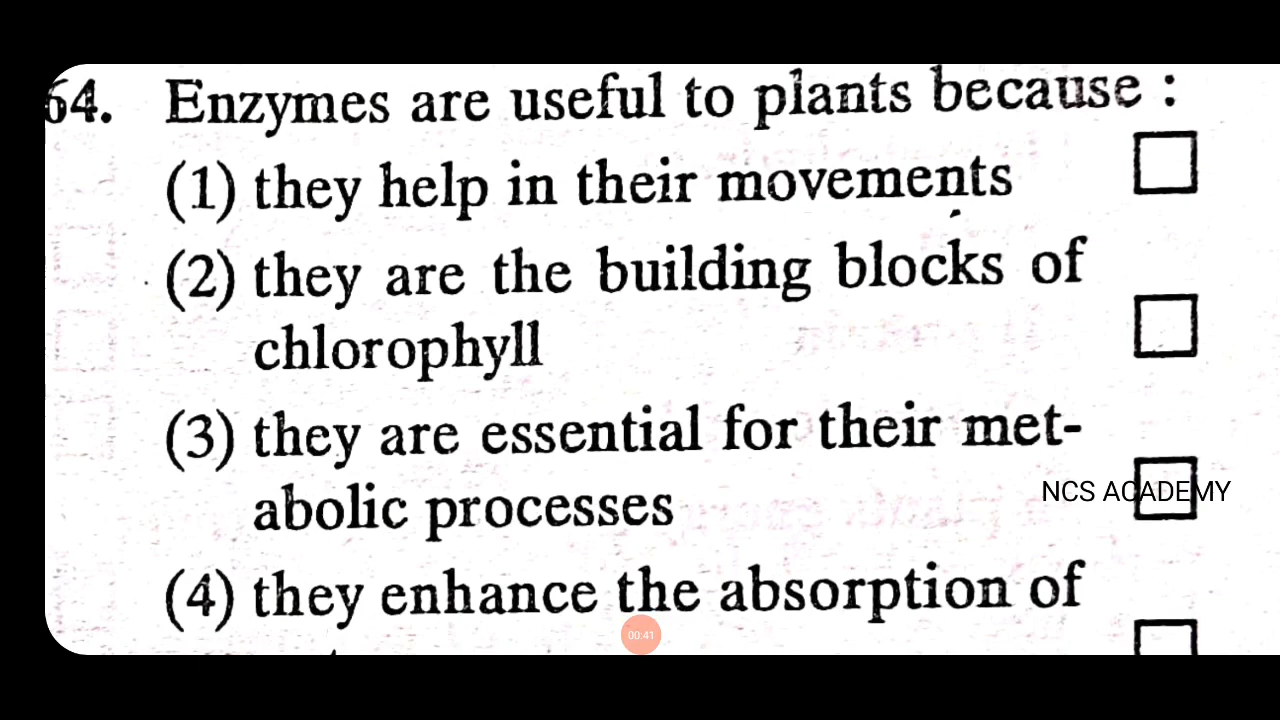 64. Enzymes are useful to plants because :
(1) they help in their movements
(2) they are the building blocks of
chlorophyll
(3) they are essential for their met-
abolic processes
NCS ACADEMY
(4) they enhance the absorption of
00:41